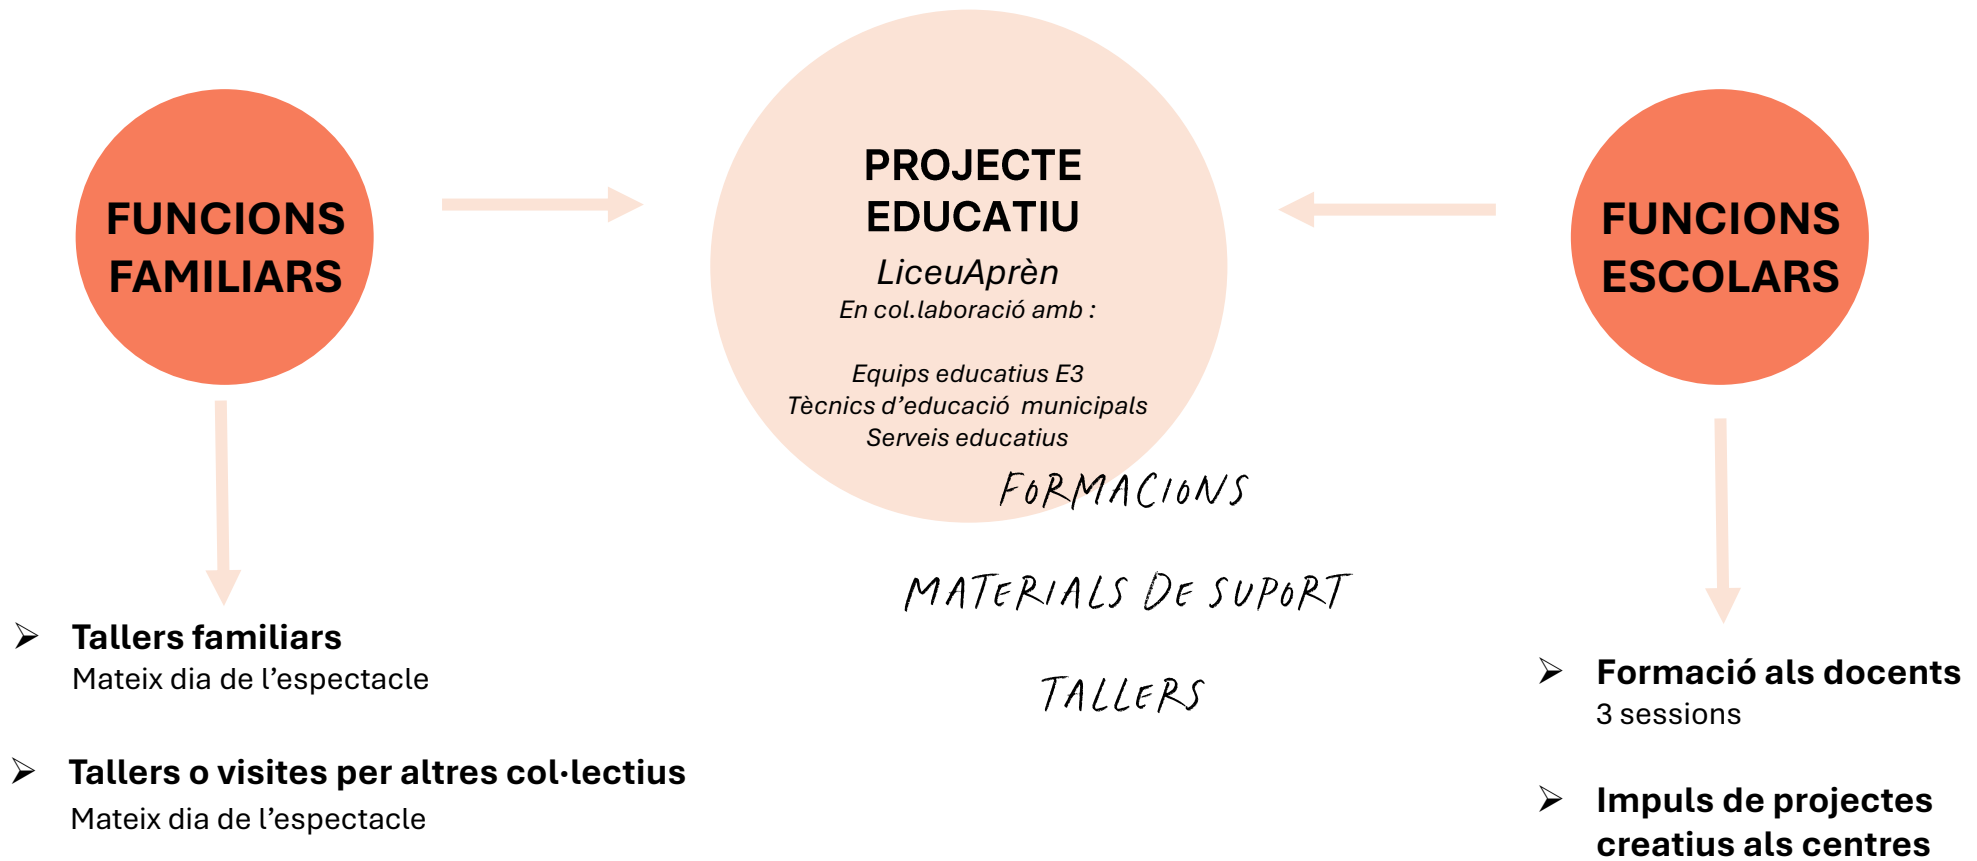 FUNCIONS
FAMILIARS
PROJECTE
EDUCATIU
LiceuAprèn
En col.laboració amb :
Equips educatius E3
Tècnics d’educació  municipals
Serveis educatius
FORMACIONS
MATERIALS DE SUPORT
TALLERS
FUNCIONS
ESCOLARS
➢ Tallers familiars
Mateix dia de l’espectacle
➢ Tallers o visites per altres col·lectius
Mateix dia de l’espectacle
➢ Formació als docents
3 sessions
➢ Impuls de projectes
creatius als centres